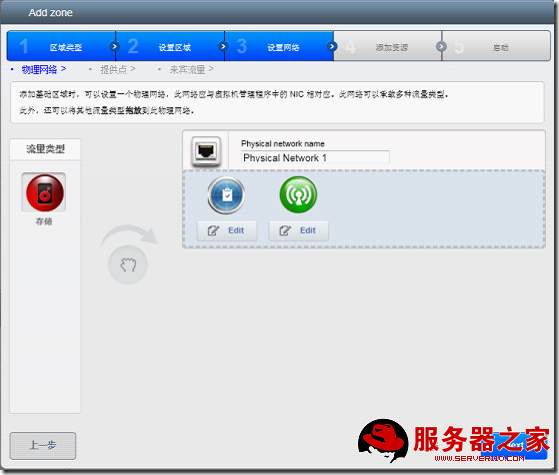 Add zone
1 区域类型 > 2 设置区域 > 3 设置网络 > 4 添加资源 > 5 启动
• 物理网络 > • 提供点 > • 来宾流量 >
添加基础区域时，可以设置一个物理网络，此网络应与虚拟机管理程序中的 NIC 相对应。此网络可以承载多种流量类型。
此外，还可以将其他流量类型拖放到此物理网络。
流量类型
存储
Physical network name
Physical Network 1
Edit Edit
上一步
Next
服务器之家
WWW.SERVER110.COM